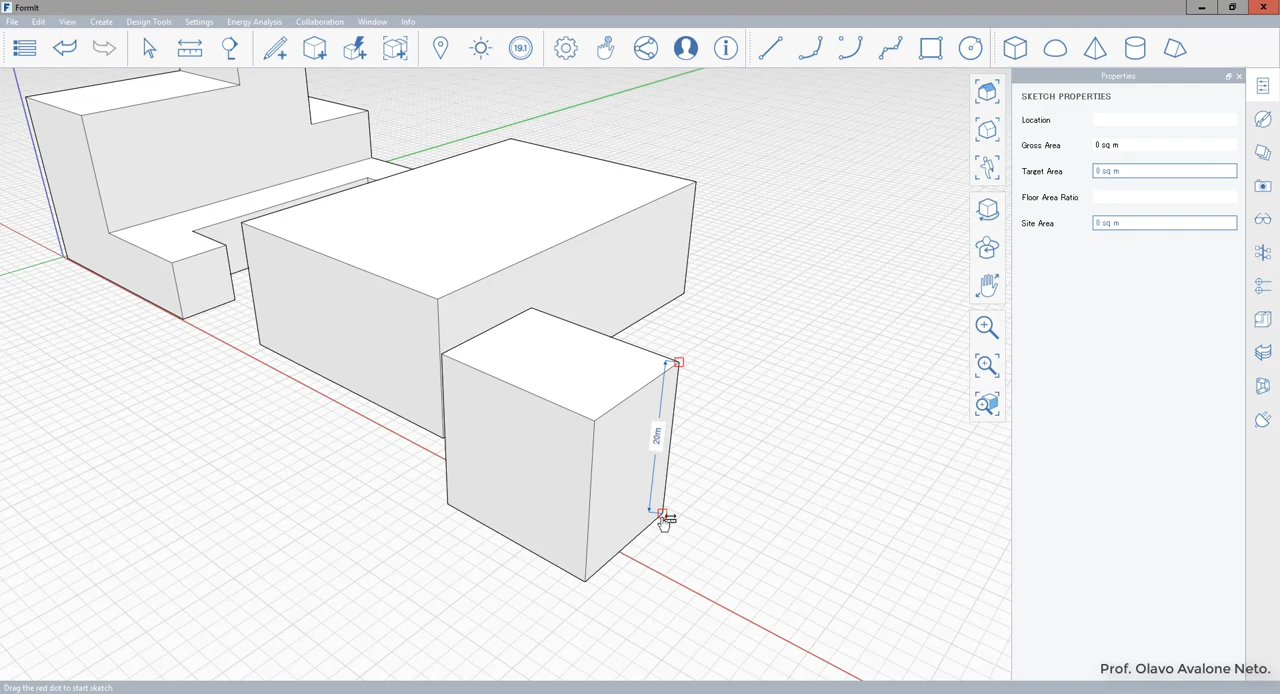 FormIt
File Edit View Create Design Tools Settings Energy Analysis Collaboration Window Info
19.1
Properties
SKETCH PROPERTIES
Location
Gross Area 0 sq m
Target Area 0 sq m
Floor Area Ratio
Site Area 0 sq m
20m
Prof. Olavo Avalone Neto.
Drag the red dot to start sketch